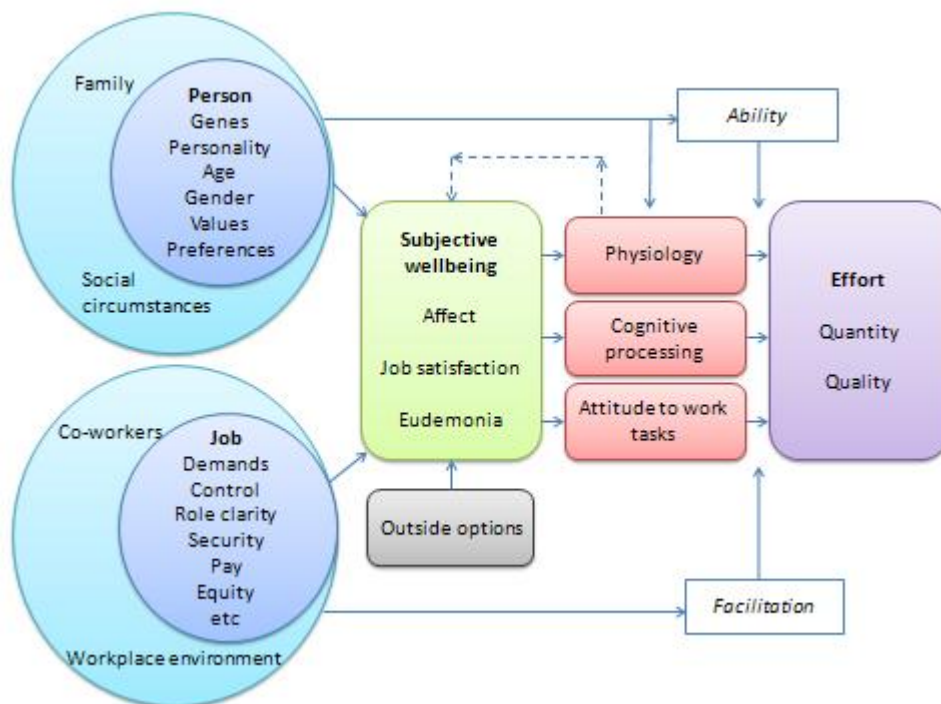 Family
Person
Genes
Personality
Age
Gender
Values
Preferences
Social
circumstances
Co-workers
Job
Demands
Control
Role clarity
Security
Pay
Equity
etc
Workplace environment
Subjective
wellbeing
Affect
Job satisfaction
Eudemonia
Outside options
Physiology
Cognitive
processing
Attitude to work
tasks
Ability
Effort
Quantity
Quality
Facilitation